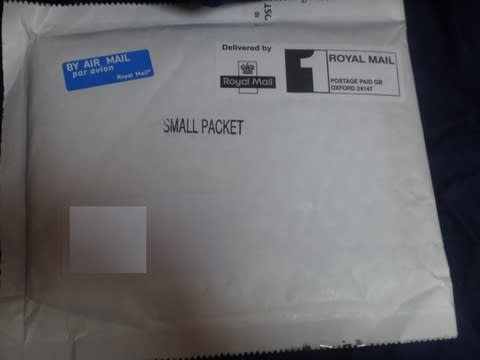 BY AIR MAIL
par avion
Royal Mail
Delivered by
Royal Mail
1
ROYAL MAIL
POSTAGE PAID GB
OXFORD 24147
SMALL PACKET